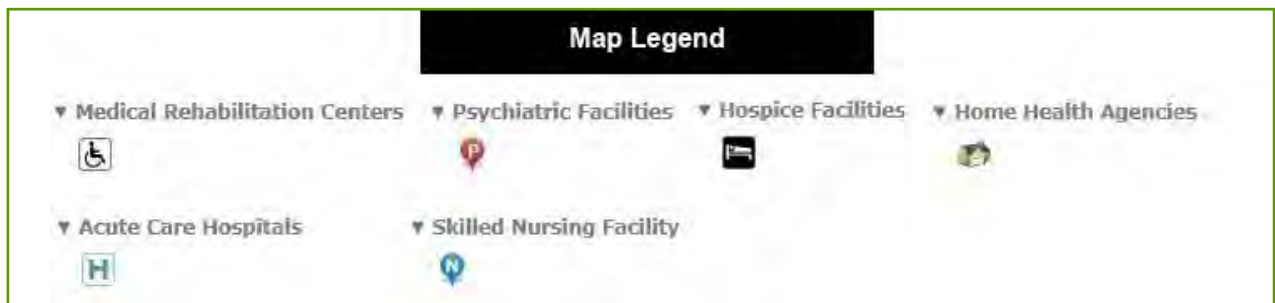 Map Legend
▼ Medical Rehabilitation Centers ▼ Psychiatric Facilities ▼ Hospice Facilities ▼ Home Health Agencies
P
▼ Acute Care Hospitals ▼ Skilled Nursing Facility
H N